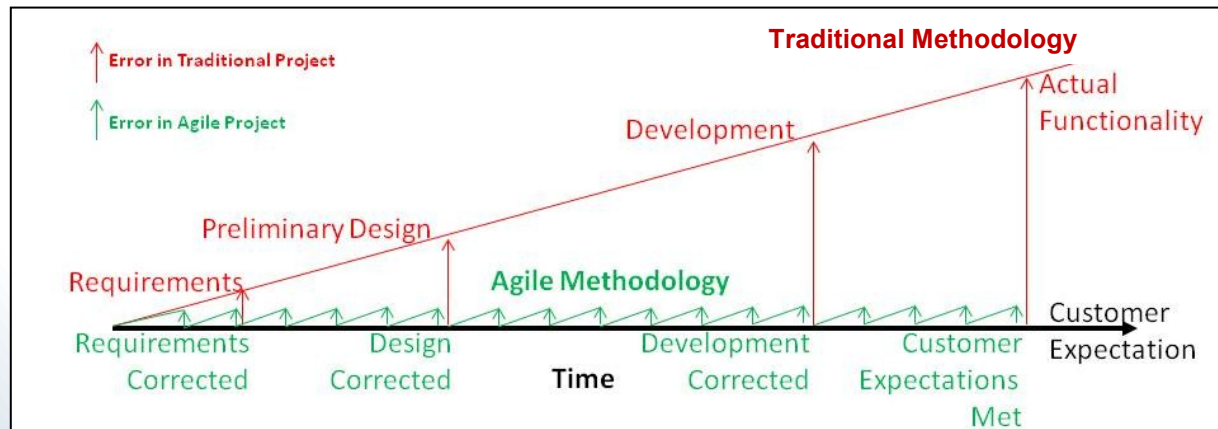 Traditional Methodology
Error in Traditional Project
Error in Agile Project
Actual
Functionality
Development
Preliminary Design
Requirements
Agile Methodology
Customer
Expectation
Requirements
Corrected
Design
Corrected
Time
Development
Corrected
Customer
Expectations
Met